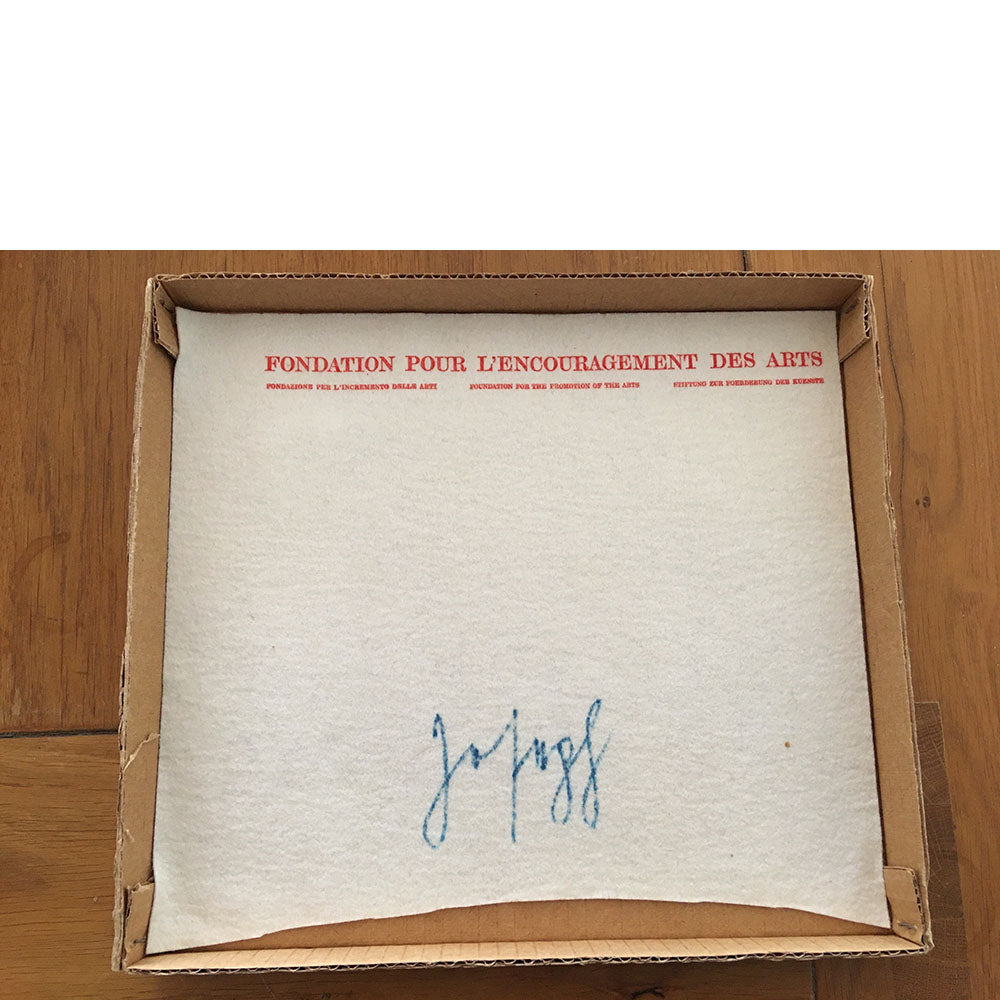 FONDATION POUR L'ENCOURAGEMENT DES ARTS
FONDAZIONE PER L'INCREMENTO DELLE ARTI FOUNDATION FOR THE PROMOTION OF THE ARTS STIFTUNG ZUR FOERDERUNG DER KUENSTE
Joseph